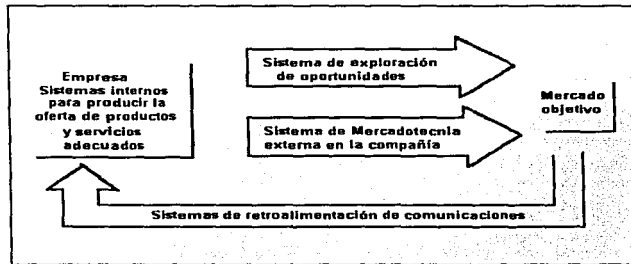 Empresa
Sistemas internos
para producir la
oferta de productos
y servicios
adecuados
Sistema de exploración
de oportunidades
Sistema de Mercadotecnia
externa en la compañía
Mercado
objetivo
Sistemas de retroalimentación de comunicaciones